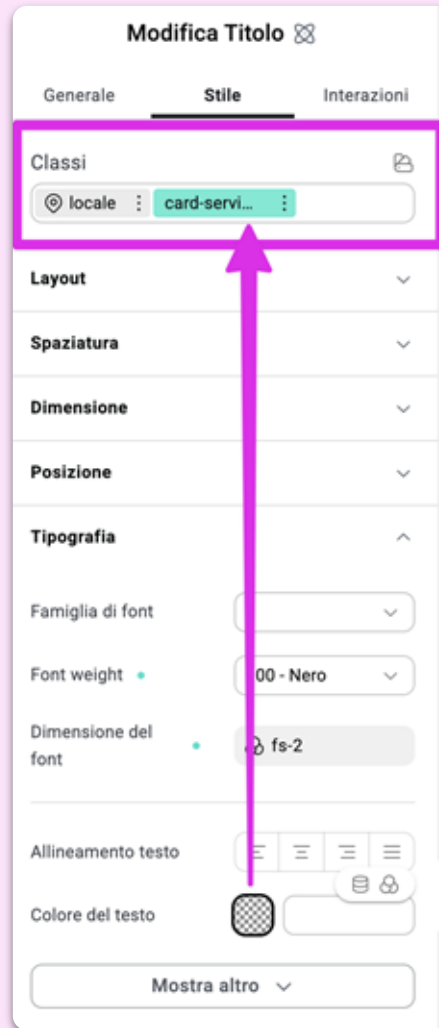 Modifica Titolo
Generale Stile Interazioni
Classi
locale card-servi...
Layout
Spaziatura
Dimensione
Posizione
Tipografia
Famiglia di font
Font weight 00 - Nero
Dimensione del
font
fs-2
Allineamento testo
Colore del testo
Mostra altro